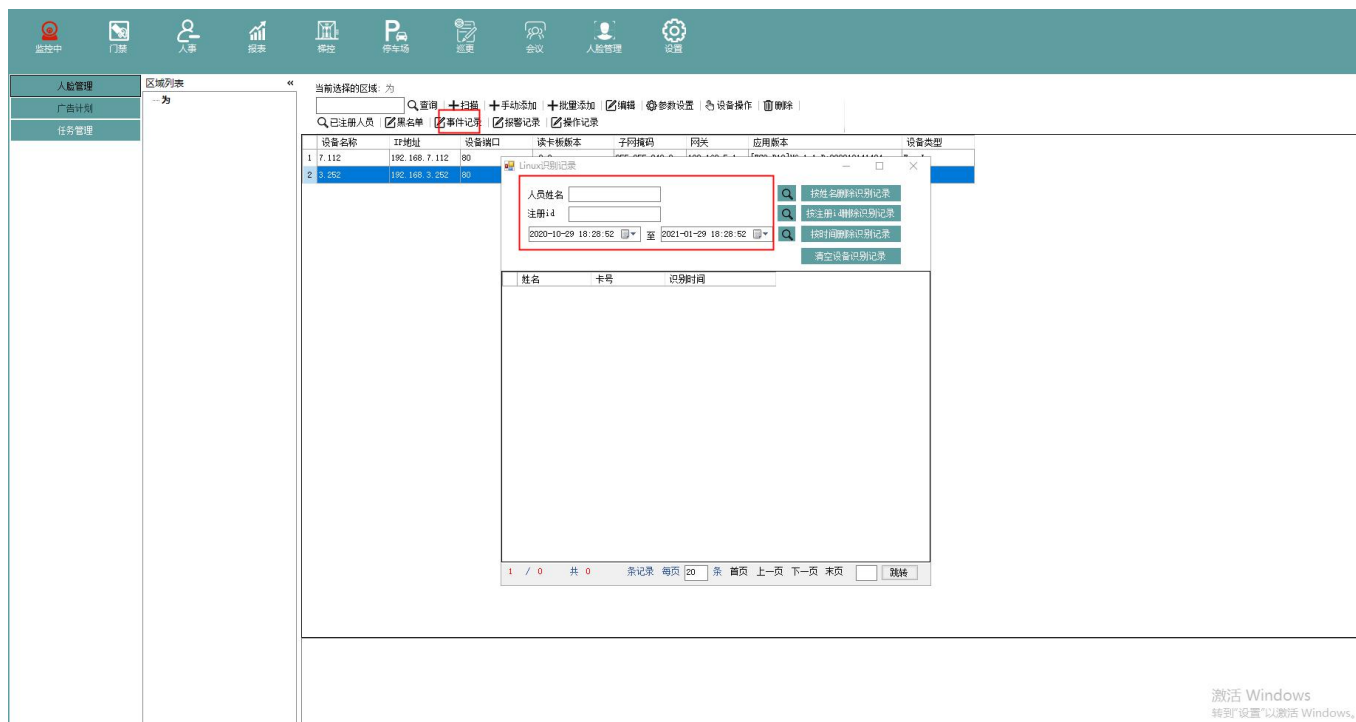 监控中 门禁 人事 报表 梯控 停车场 巡更 会议 人脸管理 设置
人脸管理
广告计划
任务管理
区域列表 «
为
当前选择的区域: 为
查询 扫描 手动添加 批量添加 编辑 参数设置 设备操作 删除
已注册人员 黑名单 事件记录 报警记录 操作记录
设备名称 IP地址 设备端口 读卡板版本 子网掩码 网关 应用版本 设备类型
1 7.112 192.168.7.112 80
2 3.252 192.168.3.252 80
Linux识别记录
人员姓名 按姓名删除识别记录
注册id 按注册id删除识别记录
2020-10-29 18:28:52 至 2021-01-29 18:28:52 按时间删除识别记录
清空设备识别记录
姓名 卡号 识别时间
1 / 0 共 0 条记录 每页 20 条 首页 上一页 下一页 末页 跳转
激活 Windows
转到"设置"以激活 Windows。